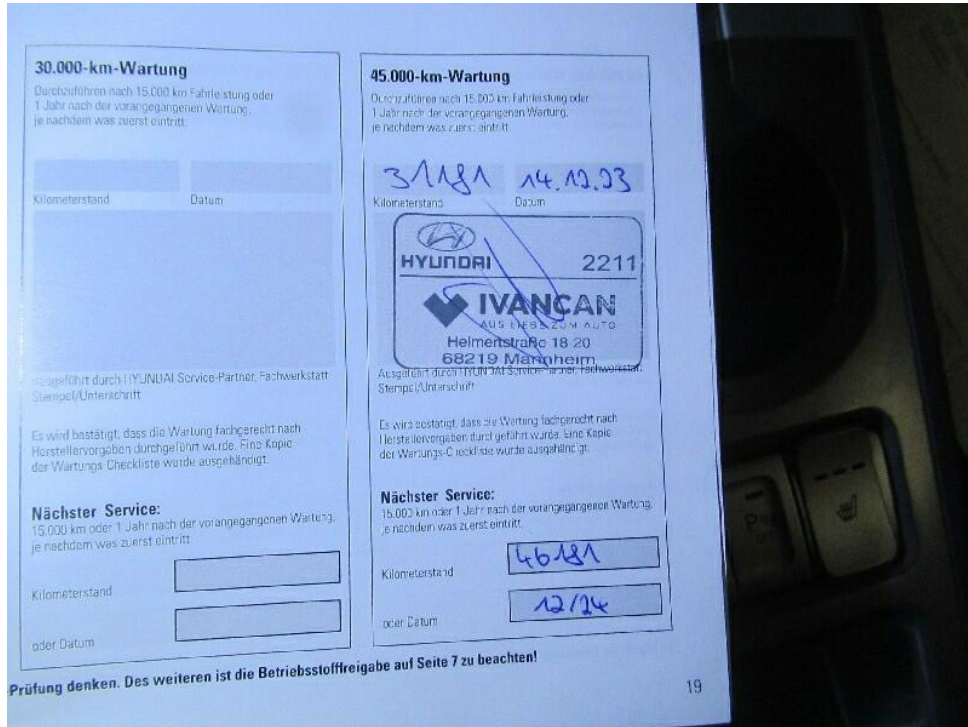 30.000-km-Wartung
Durchzuführen nach 15.000 km Fahrleistung oder
1 Jahr nach der vorangegangenen Wartung,
je nachdem was zuerst eintritt.
Kilometerstand
Datum
Ausgeführt durch HYUNDAI Service-Partner, Fachwerkstatt
Stempel/Unterschrift
Es wird bestätigt, dass die Wartung fachgerecht nach
Herstellervorgaben durchgeführt wurde. Eine Kopie
der Wartungs-Checkliste wurde ausgehändigt.
Nächster Service:
15.000 km oder 1 Jahr nach der vorangegangenen Wartung,
je nachdem was zuerst eintritt.
Kilometerstand
oder Datum
45.000-km-Wartung
Durchzuführen nach 15.000 km Fahrleistung oder
1 Jahr nach der vorangegangenen Wartung,
je nachdem was zuerst eintritt
31181 14.12.23
Kilometerstand
Datum
HYUNDAI 2211
IVANCAN
AUS LIEBE ZUM AUTO
Helmertstraße 18-20
68219 Mannheim
Ausgeführt durch HYUNDAI Service-Partner, Fachwerkstatt
Stempel/Unterschrift
Es wird bestätigt, dass die Wartung fachgerecht nach
Herstellervorgaben durchgeführt wurde. Eine Kopie
der Wartungs-Checkliste wurde ausgehändigt.
Nächster Service:
15.000 km oder 1 Jahr nach der vorangegangenen Wartung,
je nachdem was zuerst eintritt.
Kilometerstand 46181
oder Datum 12/24
-Prüfung denken. Des weiteren ist die Betriebsstofffreigabe auf Seite 7 zu beachten!
19